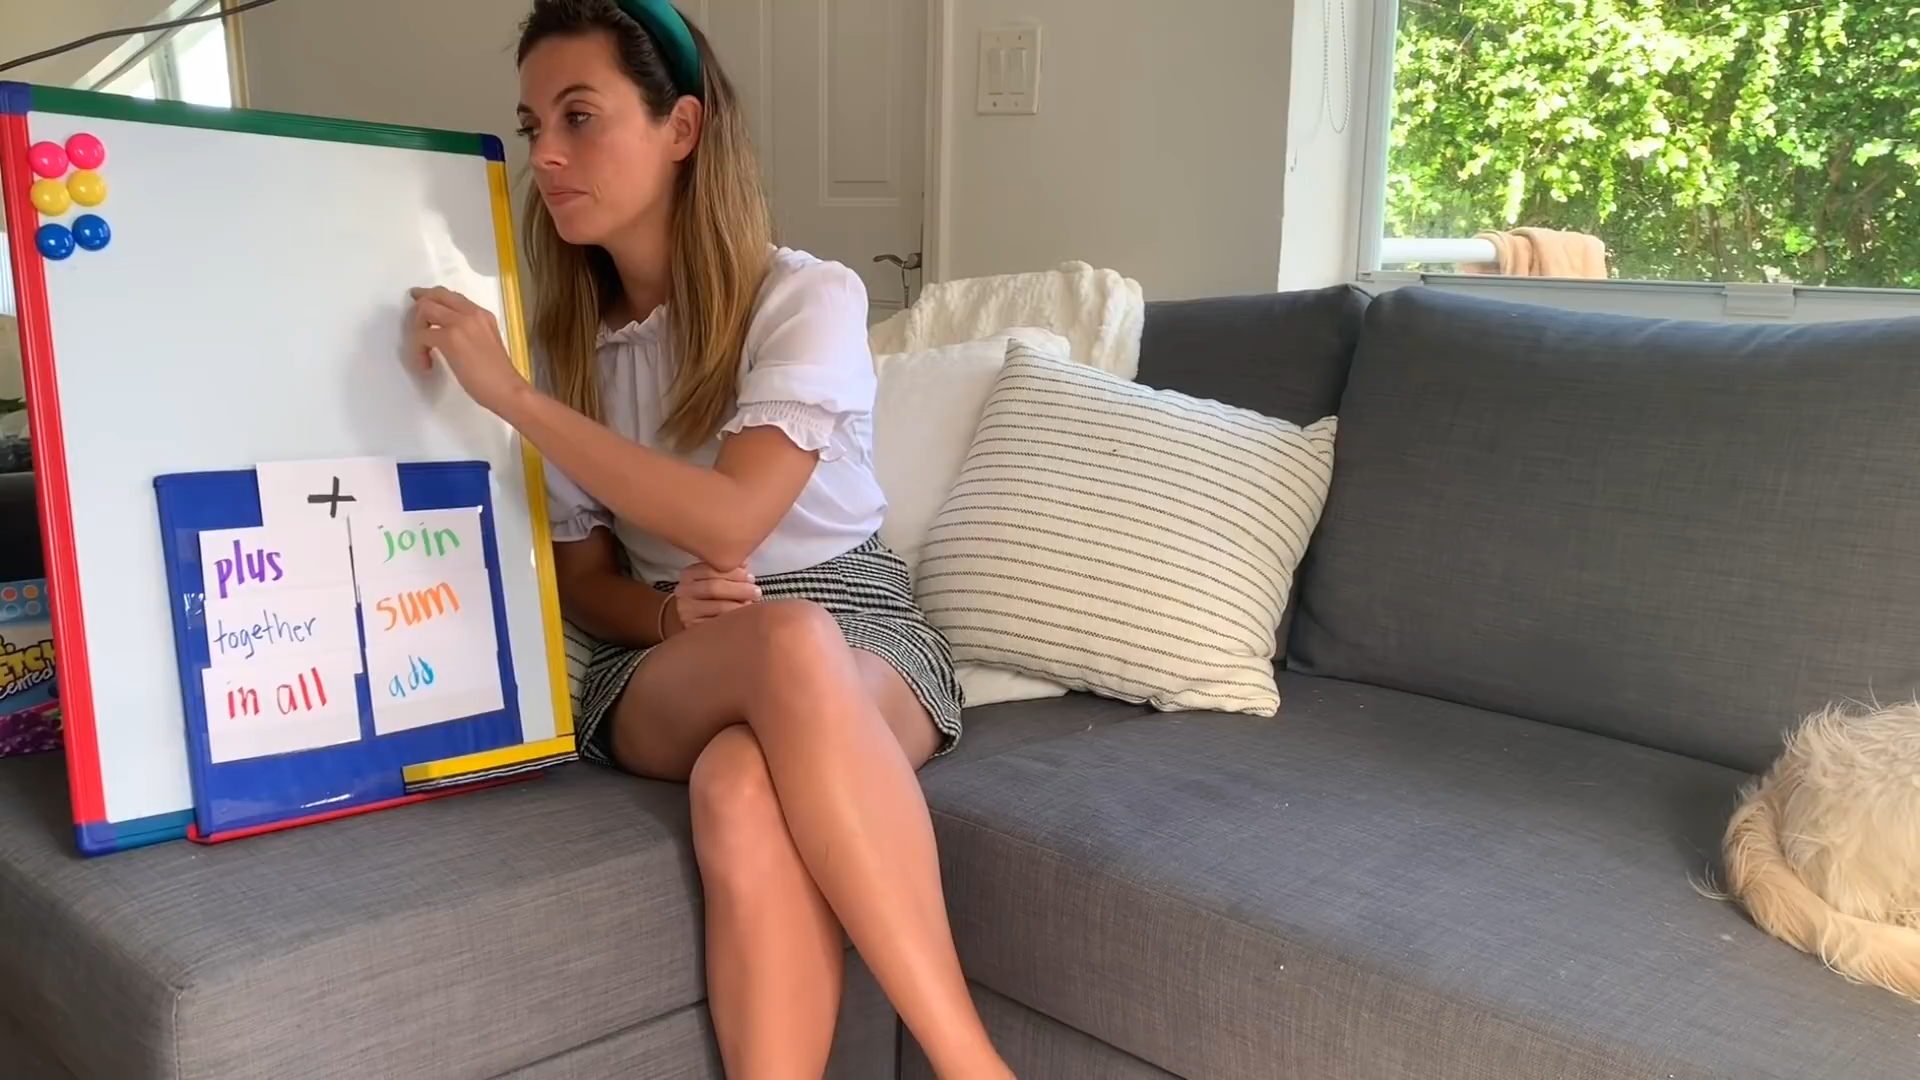 +
plus
join
together
sum
in all
add